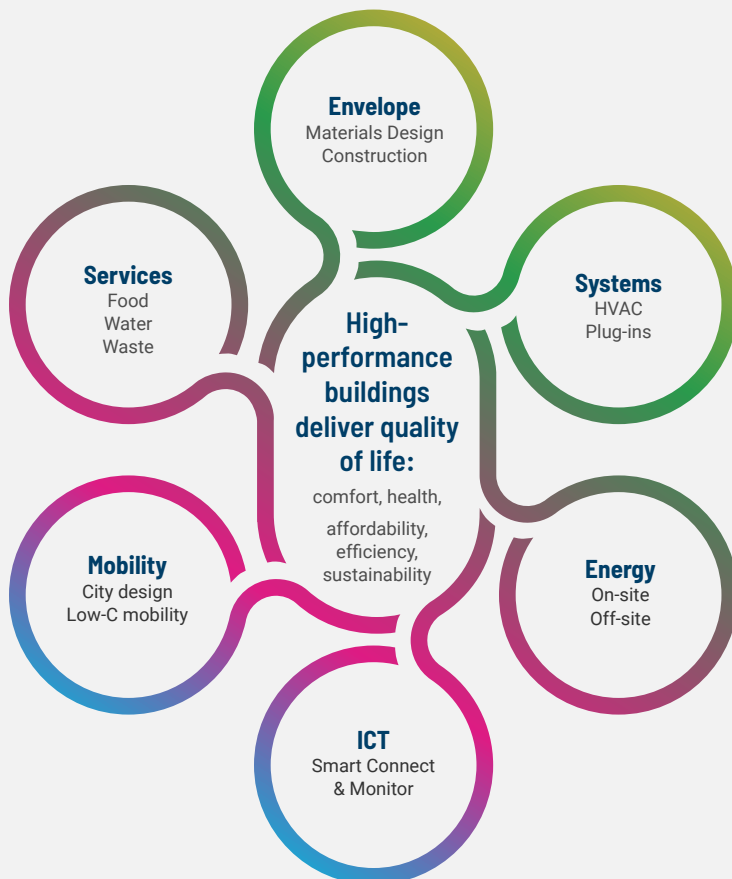 Envelope
Materials Design
Construction
Services
Food
Water
Waste
Systems
HVAC
Plug-ins
High-
performance
buildings
deliver quality
of life:
comfort, health,
affordability,
efficiency,
sustainability
Mobility
City design
Low-C mobility
Energy
On-site
Off-site
ICT
Smart Connect
& Monitor